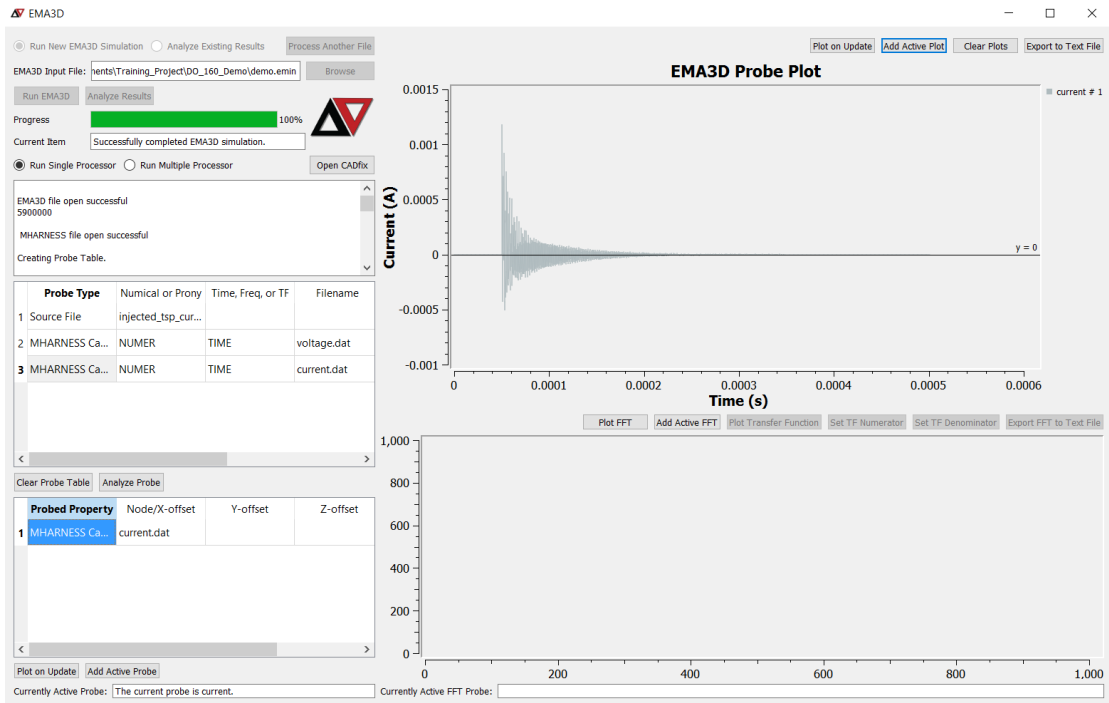 EMA3D
Run New EMA3D Simulation Analyze Existing Results Process Another File
EMA3D Input File: nents\Training_Project\DO_160_Demo\demo.emin Browse
Run EMA3D Analyze Results
Progress 100%
Current Item Successfully completed EMA3D simulation.
Run Single Processor Run Multiple Processor Open CADfix
EMA3D file open successful
5900000
MHARNESS file open successful
Creating Probe Table.
Probe Type Numical or Prony Time, Freq, or TF Filename
1 Source File injected_tsp_cur...
2 MHARNESS Ca... NUMER TIME voltage.dat
3 MHARNESS Ca... NUMER TIME current.dat
Clear Probe Table Analyze Probe
Probed Property Node/X-offset Y-offset Z-offset
1 MHARNESS Ca... current.dat
Plot on Update Add Active Probe
Currently Active Probe: The current probe is current.
Plot on Update Add Active Plot Clear Plots Export to Text File
EMA3D Probe Plot
current # 1
Current (A)
0.0015
0.001
0.0005
0
-0.0005
-0.001
y = 0
0 0.0001 0.0002 0.0003 0.0004 0.0005 0.0006
Time (s)
Plot FFT Add Active FFT Plot Transfer Function Set TF Numerator Set TF Denominator Export FFT to Text File
1,000
800
600
400
200
0
0 200 400 600 800 1,000
Currently Active FFT Probe: